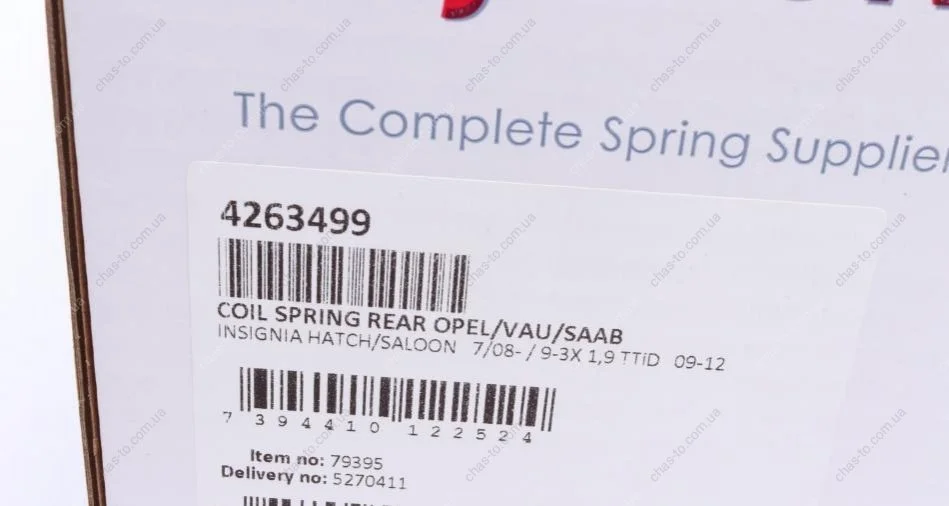 The Complete Spring Supplier
4263499
COIL SPRING REAR OPEL/VAU/SAAB
INSIGNIA HATCH/SALOON 7/08- / 9-3X 1,9 TTiD 09-12
7 394410 122524
Item no: 79395
Delivery no: 5270411
chas-to.com.ua